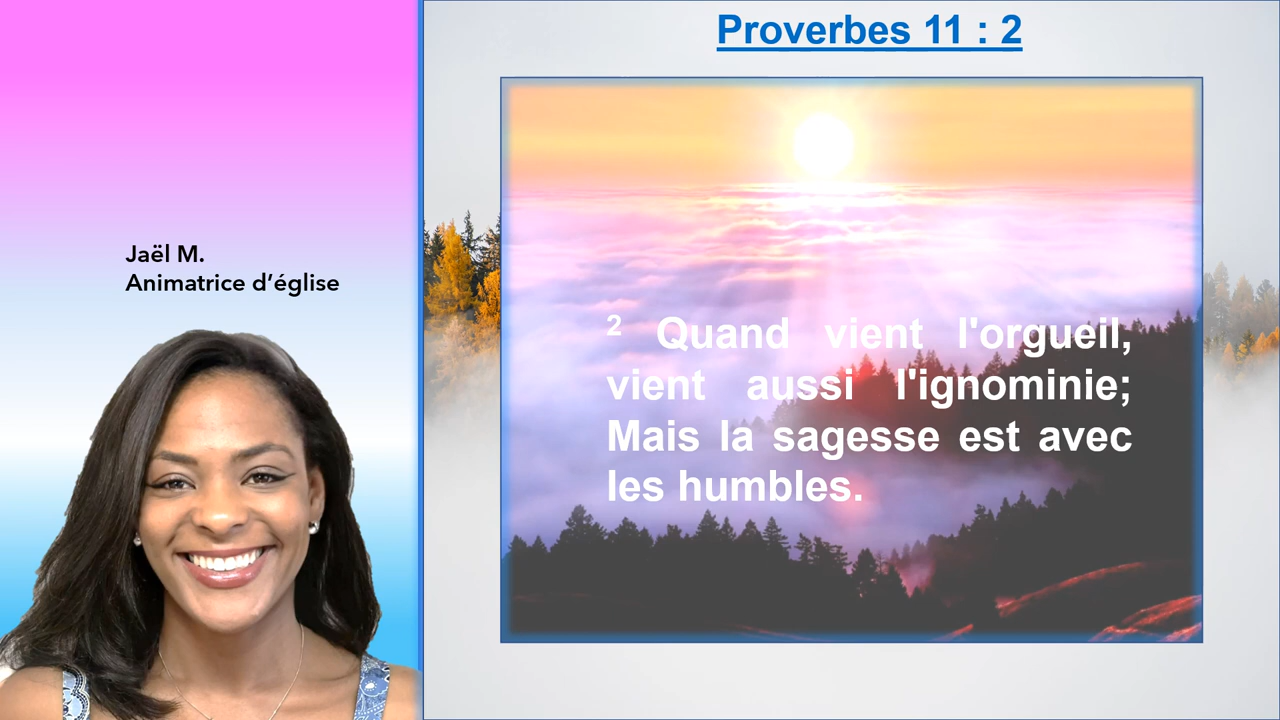 Proverbes 11 : 2
Jaël M.
Animatrice d’église
2 Quand vient l'orgueil,
vient aussi l'ignominie;
Mais la sagesse est avec
les humbles.